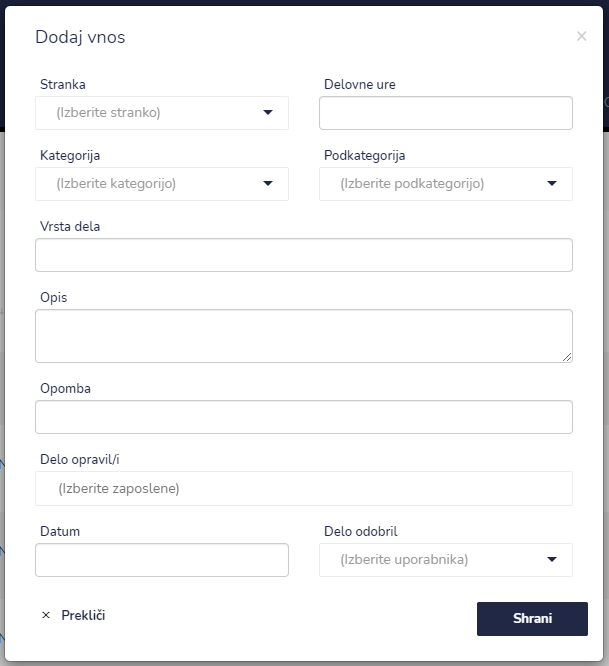 Dodaj vnos
Stranka
Delovne ure
(Izberite stranko)
Kategorija
Podkategorija
(Izberite kategorijo)
(Izberite podkategorijo)
Vrsta dela
Opis
Opomba
Delo opravil/i
(Izberite zaposlene)
Datum
Delo odobril
(Izberite uporabnika)
Prekliči
Shrani